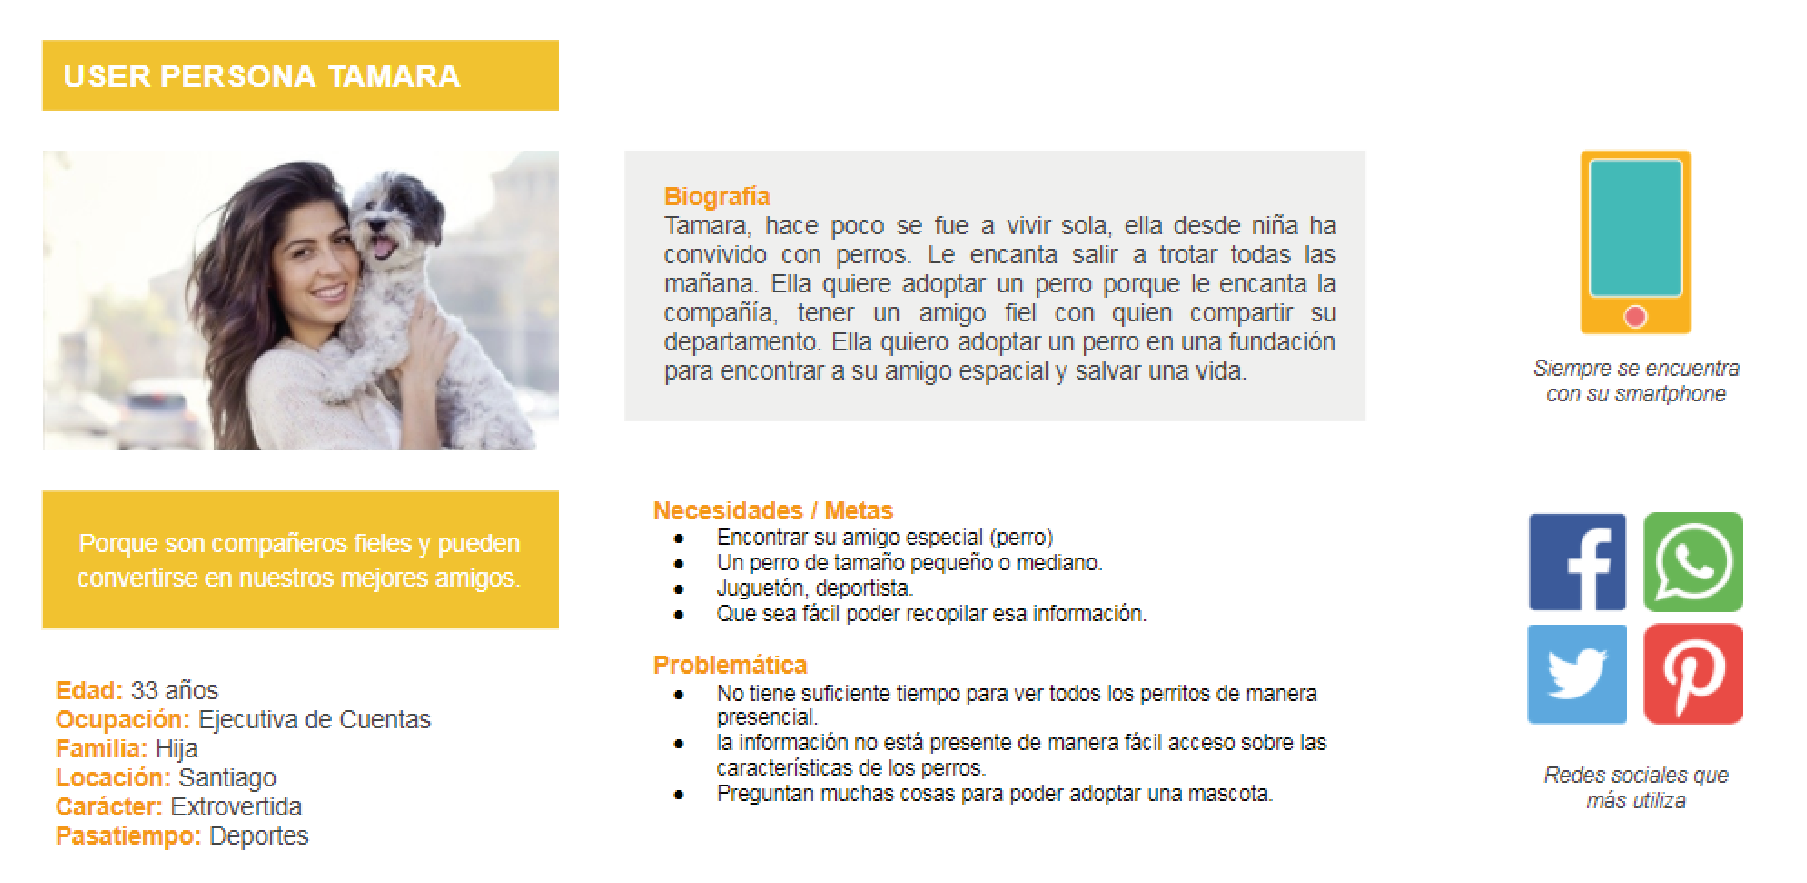 USER PERSONA TAMARA
Biografía
Tamara, hace poco se fue a vivir sola, ella desde niña ha
convivido con perros. Le encanta salir a trotar todas las
mañana. Ella quiere adoptar un perro porque le encanta la
compañía, tener un amigo fiel con quien compartir su
departamento. Ella quiero adoptar un perro en una fundación
para encontrar a su amigo espacial y salvar una vida.
Siempre se encuentra
con su smartphone
Porque son compañeros fieles y pueden
convertirse en nuestros mejores amigos.
Edad: 33 años
Ocupación: Ejecutiva de Cuentas
Familia: Hija
Locación: Santiago
Carácter: Extrovertida
Pasatiempo: Deportes
Necesidades / Metas
● Encontrar su amigo especial (perro)
● Un perro de tamaño pequeño o mediano.
● Juguetón, deportista.
● Que sea fácil poder recopilar esa información.
Problemática
● No tiene suficiente tiempo para ver todos los perritos de manera
presencial.
● la información no está presente de manera fácil acceso sobre las
características de los perros.
● Preguntan muchas cosas para poder adoptar una mascota.
Redes sociales que
más utiliza